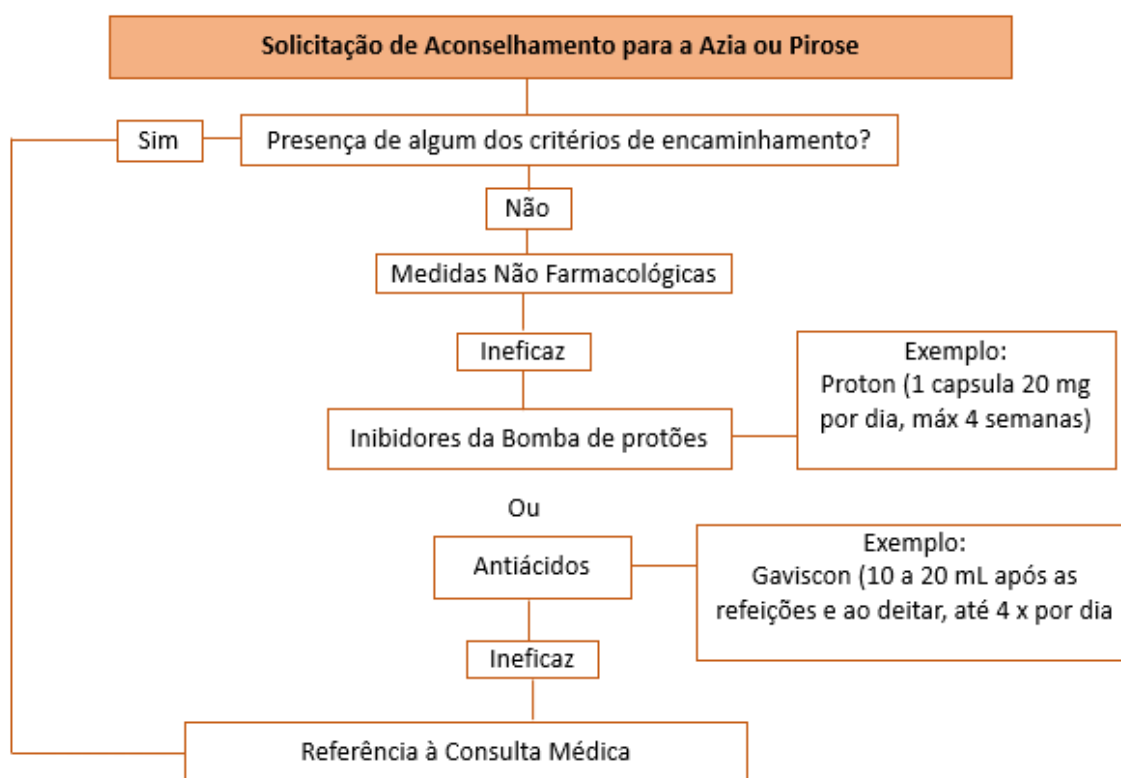 Solicitação de Aconselhamento para a Azia ou Pirose
Sim
Presença de algum dos critérios de encaminhamento?
Não
Medidas Não Farmacológicas
Ineficaz
Inibidores da Bomba de protões
Exemplo:
Proton (1 capsula 20 mg
por dia, máx 4 semanas)
Ou
Antiácidos
Exemplo:
Gaviscon (10 a 20 mL após as
refeições e ao deitar, até 4 x por dia
Ineficaz
Referência à Consulta Médica